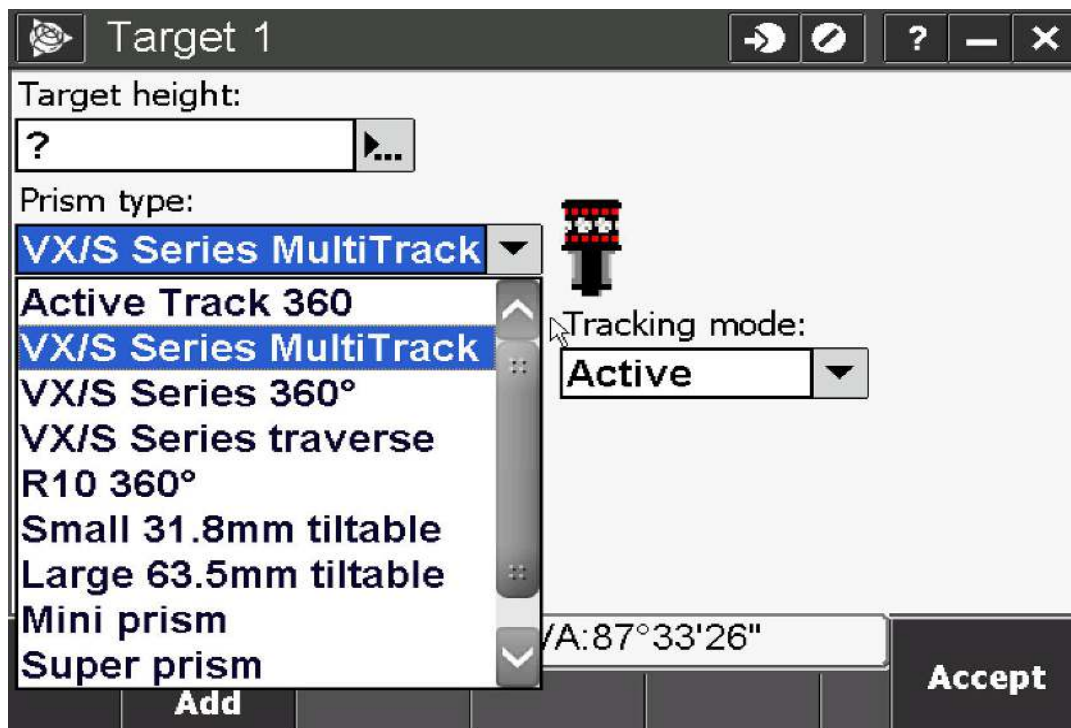 Target 1
?
Target height:
?
Prism type:
VX/S Series MultiTrack
Active Track 360
VX/S Series MultiTrack
VX/S Series 360°
VX/S Series traverse
R10 360°
Small 31.8mm tiltable
Large 63.5mm tiltable
Mini prism
Super prism
Tracking mode:
Active
VA:87°33'26"
Add
Accept